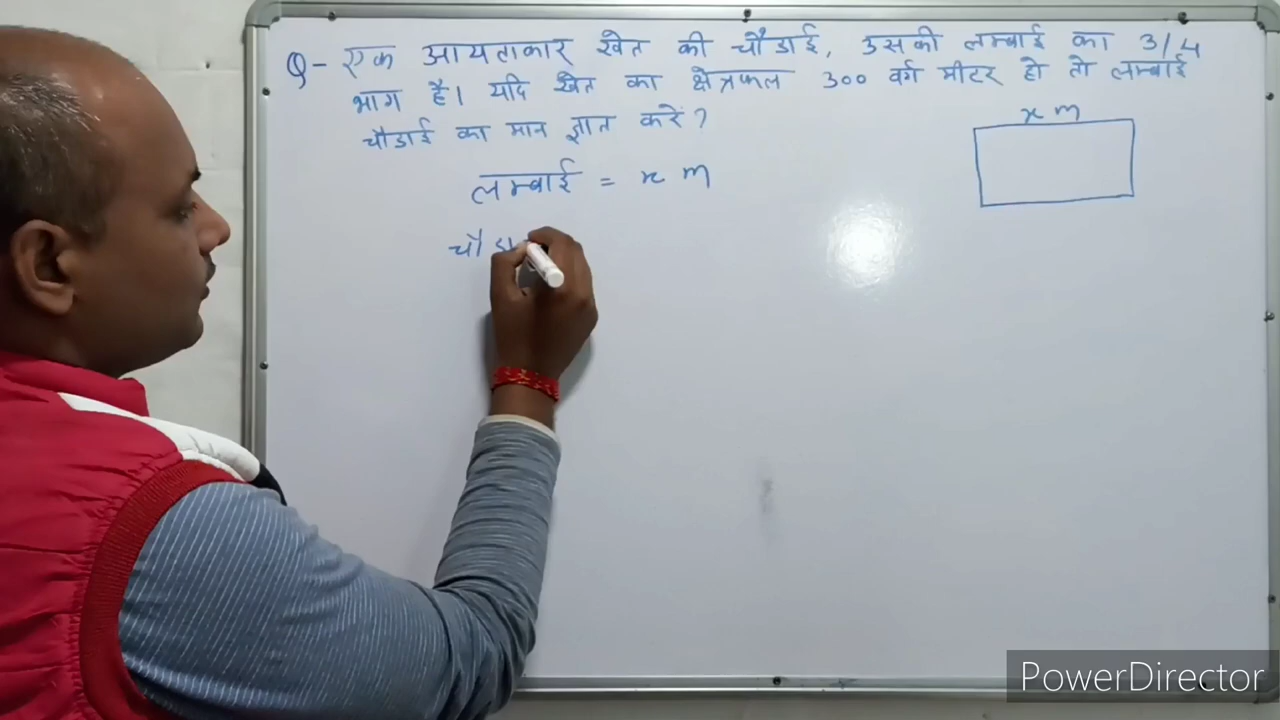 Q- एक आयताकार खेत की चौडाई, उसकी लम्बाई का 3/4
भाग है। यदि खेत का क्षेत्रफल 300 वर्ग मीटर हो तो लम्बाई
चौडाई का मान ज्ञात करें?
x m
लम्बाई = x m
चौडा
PowerDirector